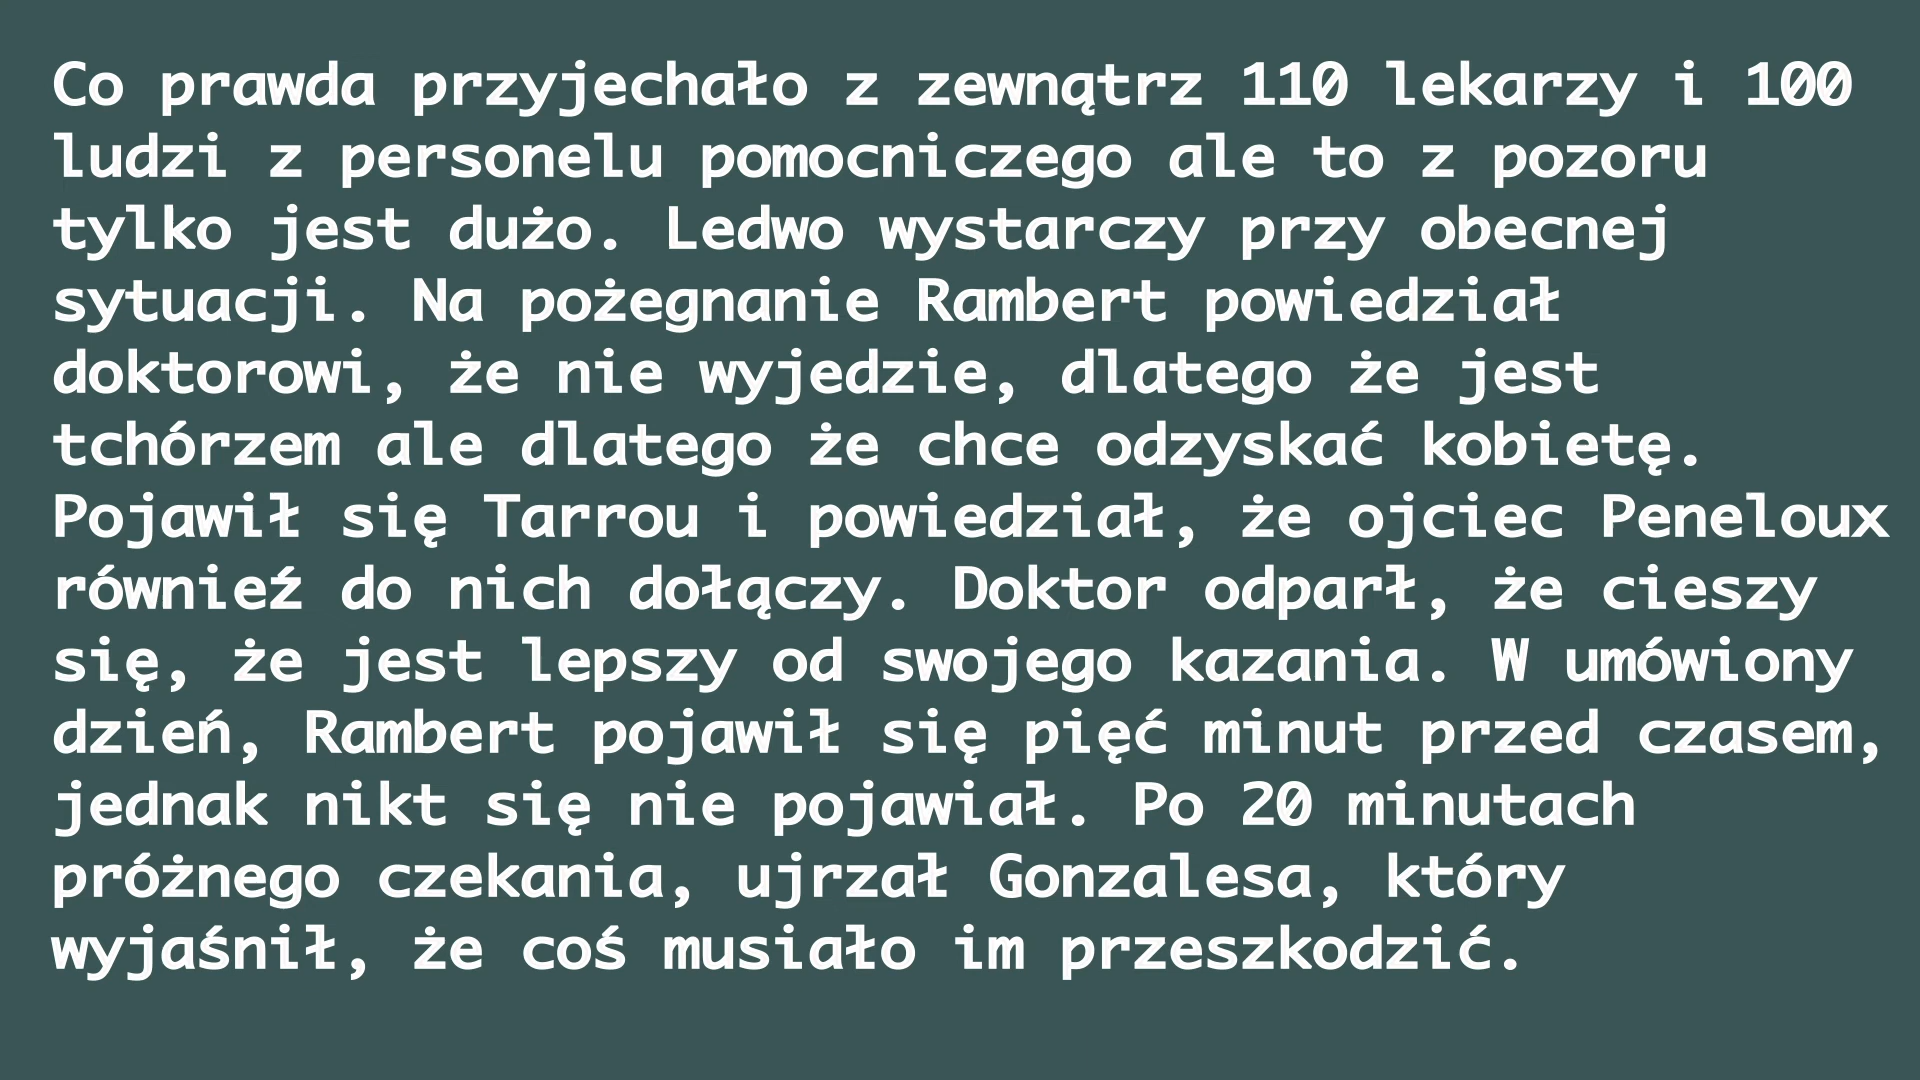 Co prawda przyjechało z zewnątrz 110 lekarzy i 100
ludzi z personelu pomocniczego ale to z pozoru
tylko jest dużo. Ledwo wystarczy przy obecnej
sytuacji. Na pożegnanie Rambert powiedział
doktorowi, że nie wyjedzie, dlatego że jest
tchórzem ale dlatego że chce odzyskać kobietę.
Pojawił się Tarrou i powiedział, że ojciec Peneloux
równieź do nich dołączy. Doktor odparł, że cieszy
się, że jest lepszy od swojego kazania. W umówiony
dzień, Rambert pojawił się pięć minut przed czasem,
jednak nikt się nie pojawiał. Po 20 minutach
próżnego czekania, ujrzał Gonzalesa, który
wyjaśnił, że coś musiało im przeszkodzić.